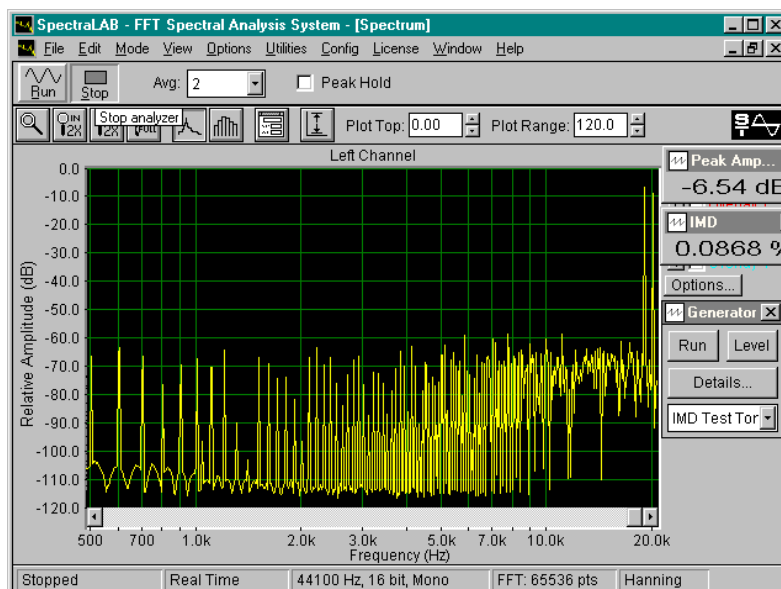 SpectraLAB - FFT Spectral Analysis System - [Spectrum]
File Edit Mode View Options Utilities Config License Window Help
Run Stop Avg: 2 Peak Hold
IN 2X Stop analyzer 2X Plot Top: 0.00 Plot Range: 120.0
Left Channel
Peak Amp...
-6.54 dB
IMD
0.0868 %
Options...
Generator
Run Level
Details...
IMD Test Tor
Relative Amplitude (dB)
0.0
-10.0
-20.0
-30.0
-40.0
-50.0
-60.0
-70.0
-80.0
-90.0
-100.0
-110.0
-120.0
500 700 1.0k 2.0k 3.0k 5.0k 7.0k 10.0k 20.0k
Frequency (Hz)
Stopped Real Time 44100 Hz, 16 bit, Mono FFT: 65536 pts Hanning